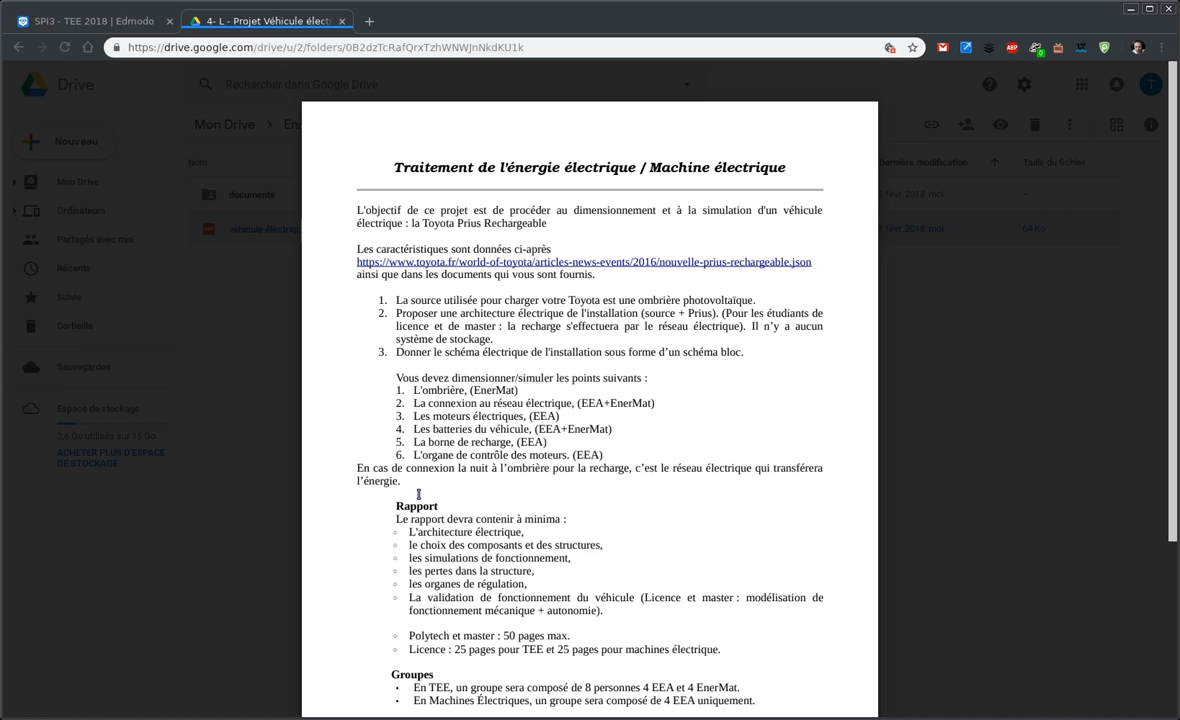 SPI3 - TEE 2018 | Edmodo
4- L - Projet Véhicule élect
https://drive.google.com/drive/u/2/folders/0B2dzTcRafQrxTzhWNWJnNkdKU1k
Drive
Rechercher dans Google Drive
Mon Drive > En
Nouveau
Nom
Dernière modification
Taille du fichier
Mon Drive
documents
février 2018 moi
–
Ordinateurs
véhicule électriq
février 2018 moi
64 Ko
Partagés avec moi
Récents
Suivis
Corbeille
Sauvegardes
Espace de stockage
2,6 Go utilisés sur 15 Go
ACHETER PLUS D'ESPACE
DE STOCKAGE
T
ABP
0
Traitement de l'énergie électrique / Machine électrique
L'objectif de ce projet est de procéder au dimensionnement et à la simulation d'un véhicule
électrique : la Toyota Prius Rechargeable
Les caractéristiques sont données ci-après
https://www.toyota.fr/world-of-toyota/articles-news-events/2016/nouvelle-prius-rechargeable.json
ainsi que dans les documents qui vous sont fournis.
1. La source utilisée pour charger votre Toyota est une ombrière photovoltaïque.
2. Proposer une architecture électrique de l'installation (source + Prius). (Pour les étudiants de
licence et de master : la recharge s'effectuera par le réseau électrique). Il n'y a aucun
système de stockage.
3. Donner le schéma électrique de l'installation sous forme d'un schéma bloc.
Vous devez dimensionner/simuler les points suivants :
1. L'ombrière, (EnerMat)
2. La connexion au réseau électrique, (EEA+EnerMat)
3. Les moteurs électriques, (EEA)
4. Les batteries du véhicule, (EEA+EnerMat)
5. La borne de recharge, (EEA)
6. L'organe de contrôle des moteurs. (EEA)
En cas de connexion la nuit à l'ombrière pour la recharge, c'est le réseau électrique qui transférera
l'énergie.
Rapport
Le rapport devra contenir à minima :
◦ L'architecture électrique,
◦ le choix des composants et des structures,
◦ les simulations de fonctionnement,
◦ les pertes dans la structure,
◦ les organes de régulation,
◦ La validation de fonctionnement du véhicule (Licence et master : modélisation de
fonctionnement mécanique + autonomie).
◦ Polytech et master : 50 pages max.
◦ Licence : 25 pages pour TEE et 25 pages pour machines électrique.
Groupes
• En TEE, un groupe sera composé de 8 personnes 4 EEA et 4 EnerMat.
• En Machines Électriques, un groupe sera composé de 4 EEA uniquement.